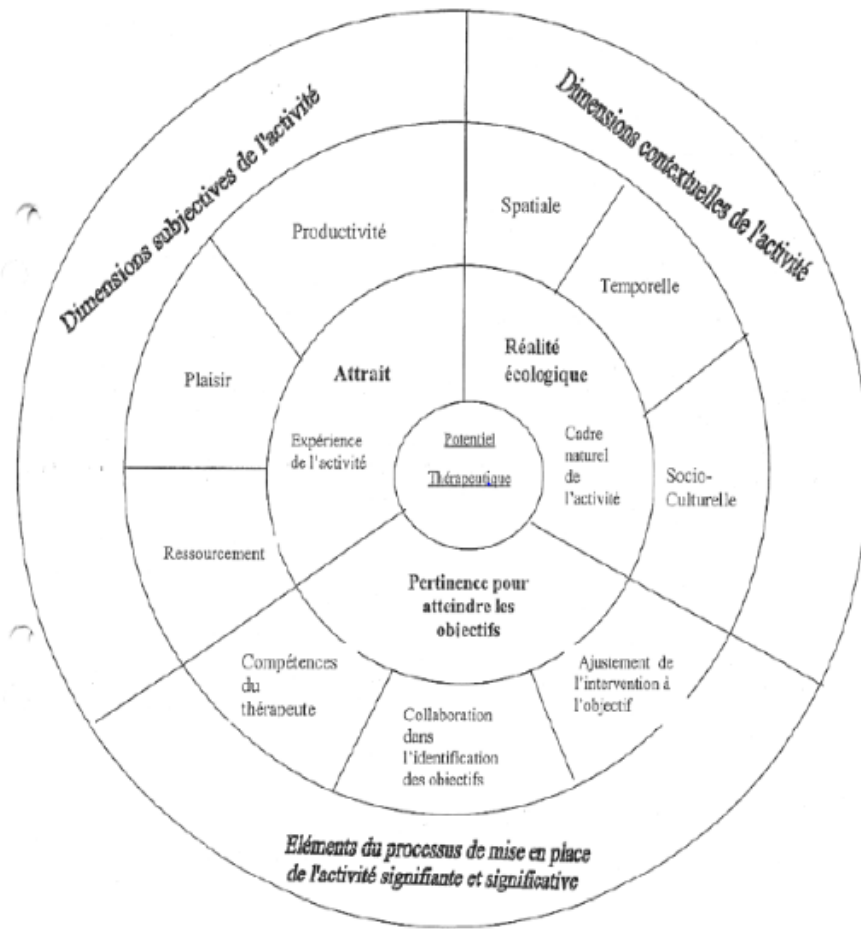 Dimensions subjectives de l'activité
Dimensions contextuelles de l'activité
Productivité
Spatiale
Temporelle
Plaisir
Attrait
Réalité
écologique
Expérience
de l'activité
Potentiel
Thérapeutique
Cadre
naturel
de
l'activité
Socio-
Culturelle
Ressourcement
Pertinence pour
atteindre les
objectifs
Compétences
du
thérapeute
Collaboration
dans
l'identification
des objectifs
Ajustement de
l'intervention à
l'objectif
Eléments du processus de mise en place
de l'activité signifiante et significative